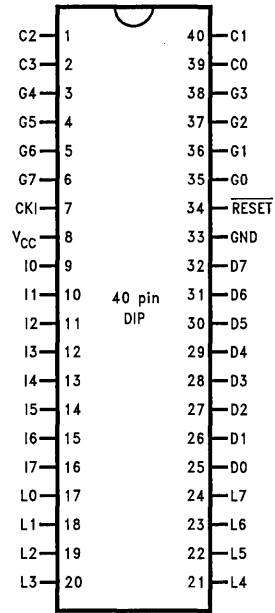 C2 1 40 C1
C3 2 39 C0
G4 3 38 G3
G5 4 37 G2
G6 5 36 G1
G7 6 35 G0
CKI 7 34 RESET
VCC 8 33 GND
I0 9 32 D7
I1 10 31 D6
I2 11 40 pin DIP 30 D5
I3 12 29 D4
I4 13 28 D3
I5 14 27 D2
I6 15 26 D1
I7 16 25 D0
L0 17 24 L7
L1 18 23 L6
L2 19 22 L5
L3 20 21 L4